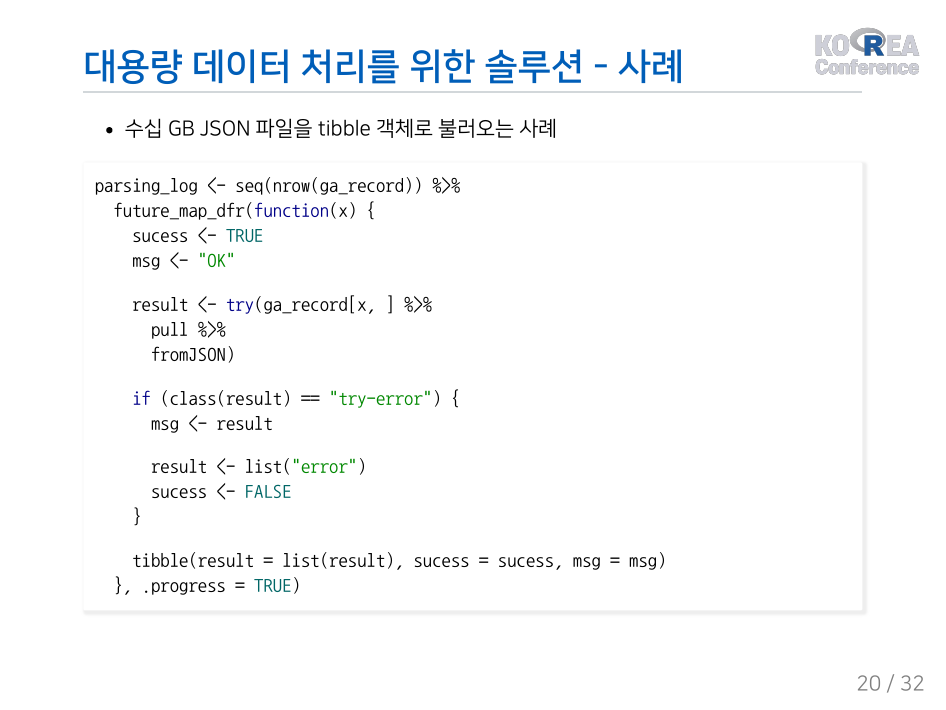 대용량 데이터 처리를 위한 솔루션 - 사례
KOREA
Conference
• 수십 GB JSON 파일을 tibble 객체로 불러오는 사례
parsing_log <- seq(nrow(ga_record)) %>%
  future_map_dfr(function(x) {
    sucess <- TRUE
    msg <- "OK"
    result <- try(ga_record[x, ] %>%
      pull %>%
      fromJSON)
    if (class(result) == "try-error") {
      msg <- result
      result <- list("error")
      sucess <- FALSE
    }
    tibble(result = list(result), sucess = sucess, msg = msg)
  }, .progress = TRUE)
20 / 32